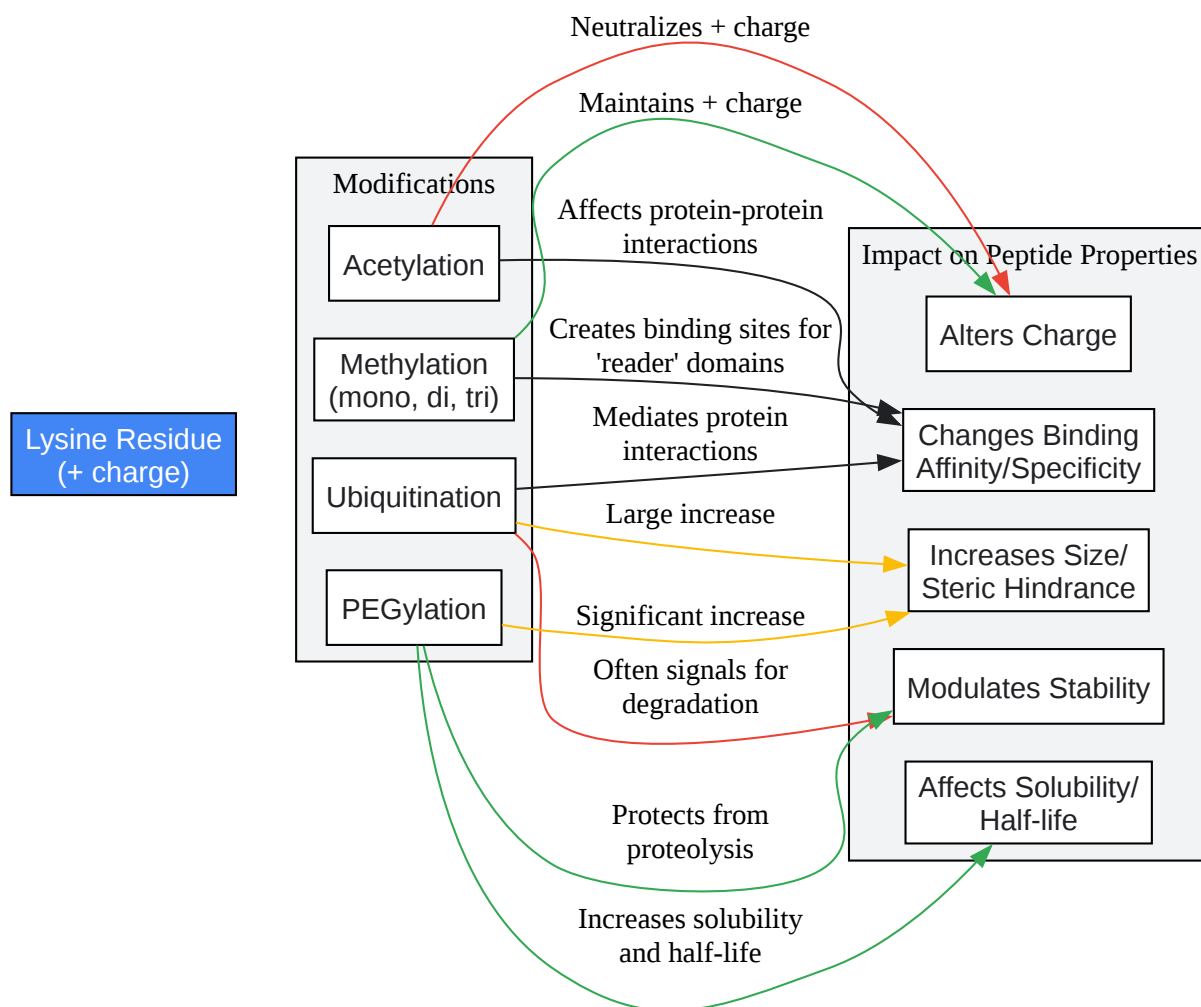 Neutralizes + charge
Maintains + charge
Modifications
Acetylation
Affects protein-protein
interactions
Impact on Peptide Properties
Alters Charge
Methylation
(mono, di, tri)
Creates binding sites for
'reader' domains
Lysine Residue
(+ charge)
Mediates protein
interactions
Changes Binding
Affinity/Specificity
Ubiquitination
Large increase
Increases Size/
Steric Hindrance
PEGylation
Significant increase
Often signals for
degradation
Modulates Stability
Affects Solubility/
Half-life
Protects from
proteolysis
Increases solubility
and half-life